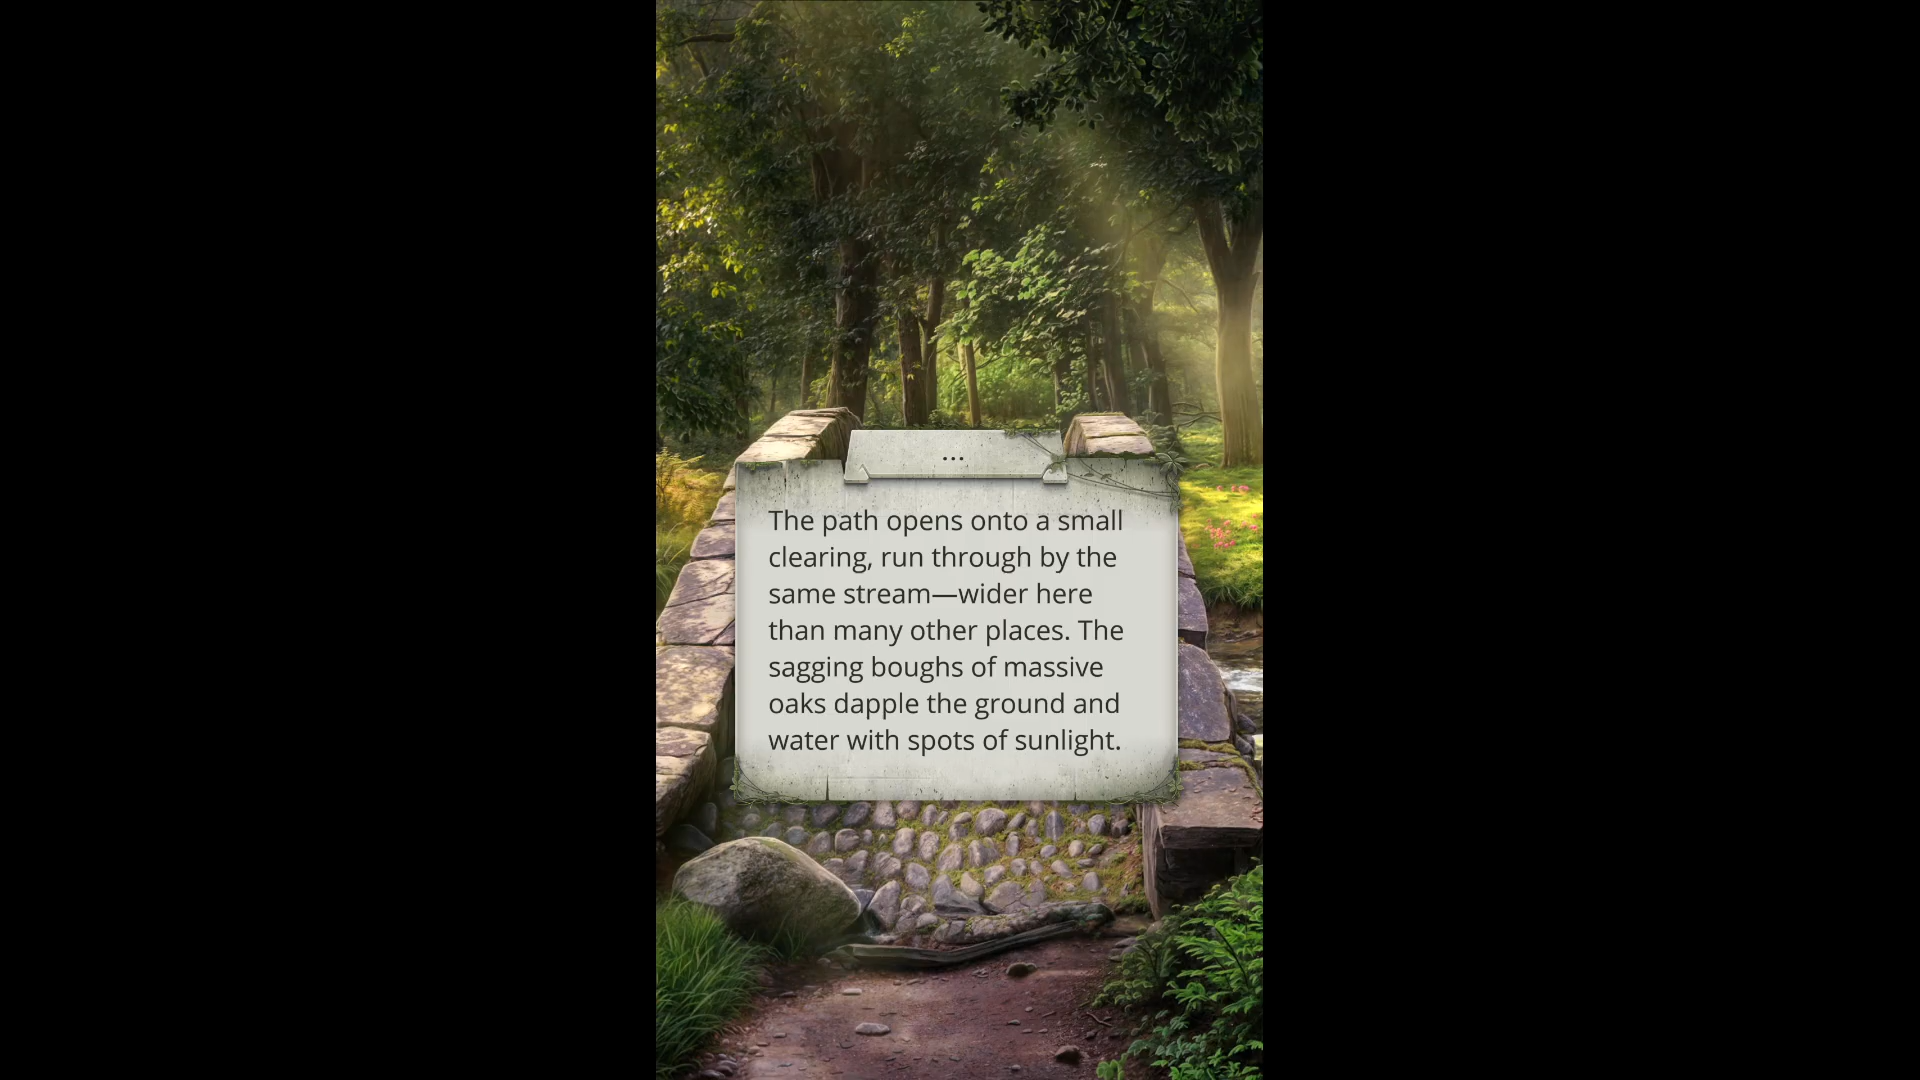 ...
The path opens onto a small
clearing, run through by the
same stream—wider here
than many other places. The
sagging boughs of massive
oaks dapple the ground and
water with spots of sunlight.